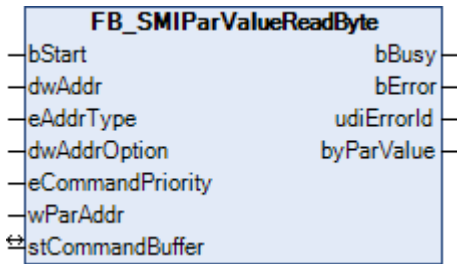 FB_SMIParValueReadByte
bStart bBusy
dwAddr bError
eAddrType udiErrorId
dwAddrOption byParValue
eCommandPriority
wParAddr
stCommandBuffer